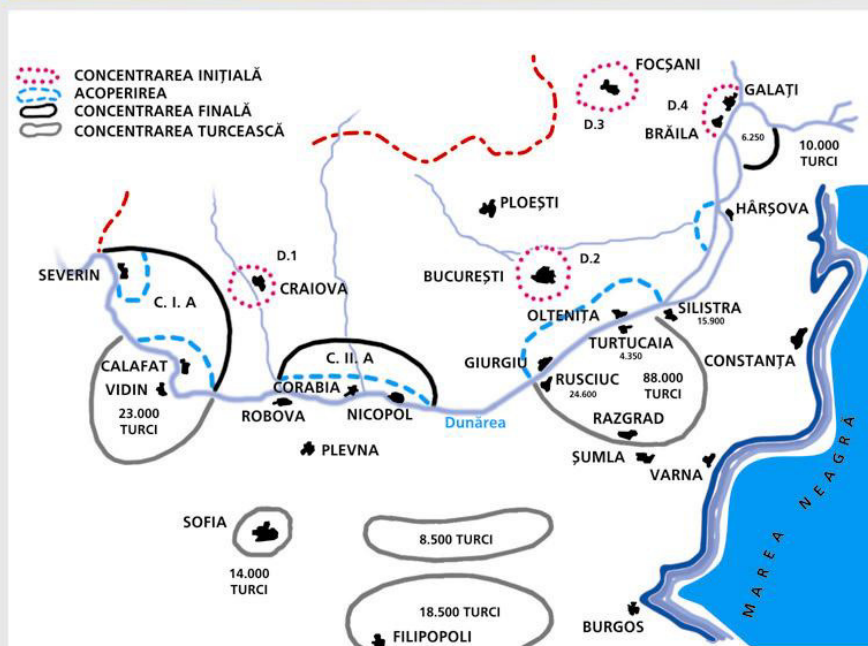 CONCENTRAREA INIȚIALĂ
ACOPERIREA
CONCENTRAREA FINALĂ
CONCENTRAREA TURCEASCĂ
FOCȘANI
D.3
GALAȚI
D.4
BRĂILA
6.250
10.000
TURCI
PLOEȘTI
HÂRȘOVA
SEVERIN
D.1
CRAIOVA
C. I. A
D.2
BUCUREȘTI
OLTENIȚA
SILISTRA
15.900
TURTUCAIA
4.350
CONSTANȚA
C. II. A
CALAFAT
VIDIN
23.000
TURCI
CORABIA
ROBOVA
NICOPOL
GIURGIU
RUSCIUC
24.600
88.000
TURCI
Dunărea
RAZGRAD
PLEVNA
ȘUMLA
VARNA
SOFIA
14.000
TURCI
8.500 TURCI
18.500 TURCI
FILIPOPOLI
BURGOS
MAREA NEAGRĂ